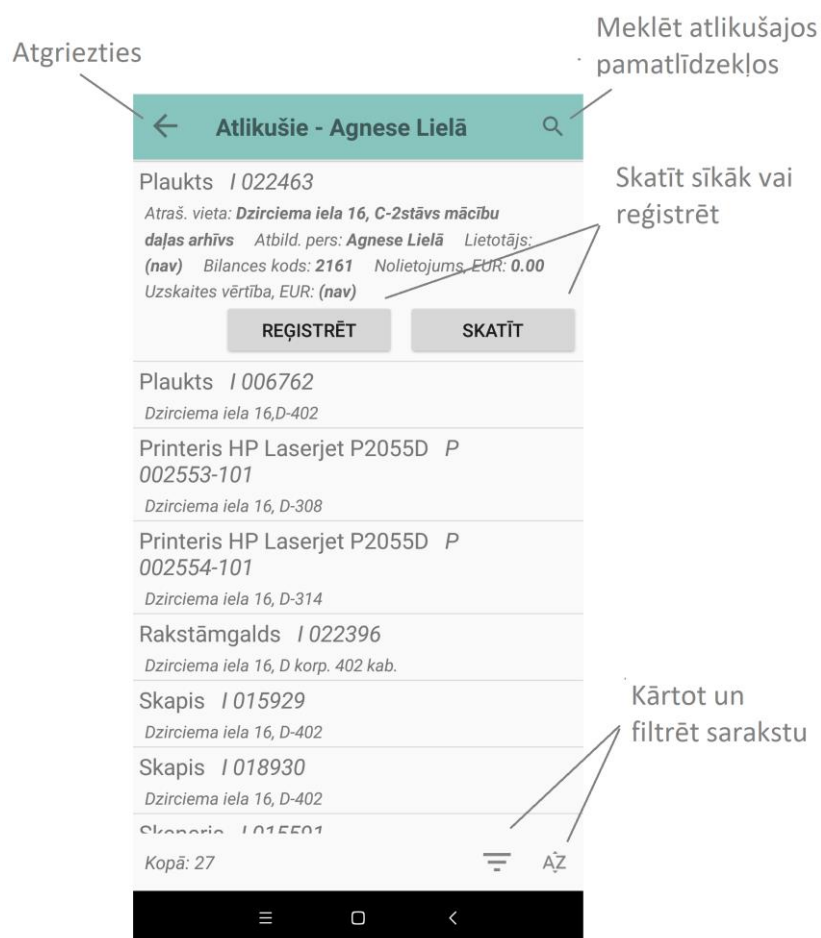 Atgriezties
Meklēt atlikušajos
pamatlīdzekļos
Atlikušie - Agnese Lielā
Plaukts I 022463
Atraš. vieta: Dzirciema iela 16, C-2stāvs mācību
daļas arhīvs Atbild. pers: Agnese Lielā Lietotājs:
(nav) Bilances kods: 2161 Nolietojums, EUR: 0.00
Uzskaites vērtība, EUR: (nav)
REĢISTRĒT SKATĪT
Skatīt sīkāk vai
reģistrēt
Plaukts I 006762
Dzirciema iela 16,D-402
Printeris HP Laserjet P2055D P
002553-101
Dzirciema iela 16, D-308
Printeris HP Laserjet P2055D P
002554-101
Dzirciema iela 16, D-314
Rakstāmgalds I 022396
Dzirciema iela 16, D korp. 402 kab.
Skapis I 015929
Dzirciema iela 16, D-402
Skapis I 018930
Dzirciema iela 16, D-402
Skeneris I 015591
Kārtot un
filtrēt sarakstu
Kopā: 27
AZ